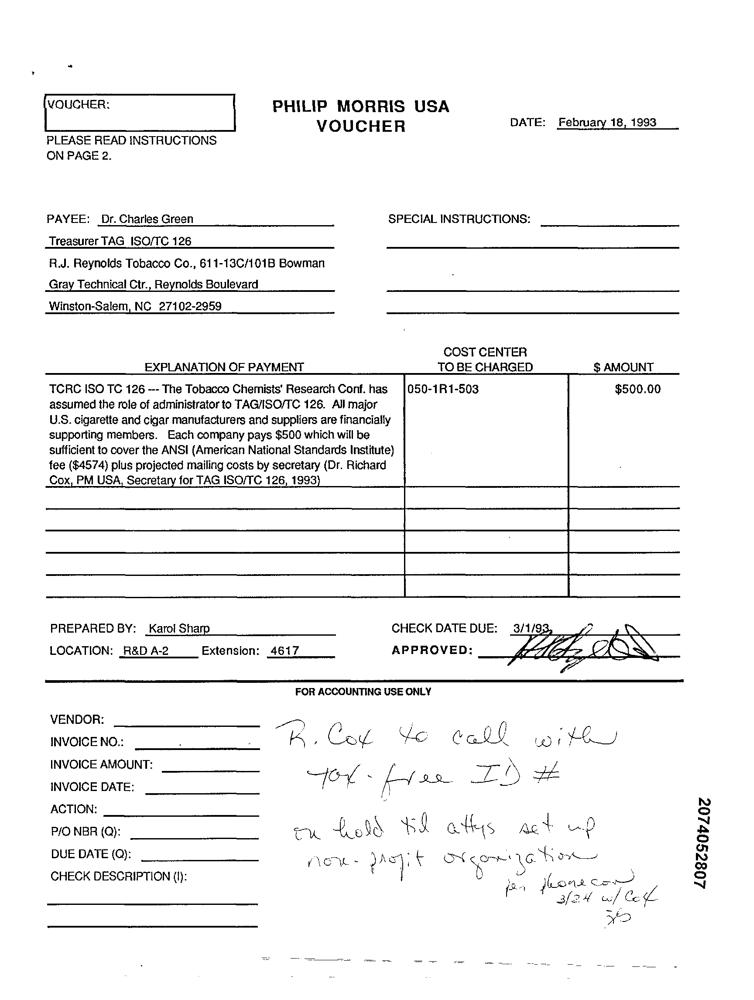 VOUCHER:
PLEASE READ INSTRUCTIONS
ON PAGE 2.
PHILIP MORRIS USA
VOUCHER
DATE: February 18, 1993
PAYEE: Dr. Charles Green
Treasurer TAG ISO/TC 126
R.J. Reynolds Tobacco Co., 611-13C/101B Bowman
Gray Technical Ctr., Reynolds Boulevard
Winston-Salem, NC 27102-2959
SPECIAL INSTRUCTIONS:
EXPLANATION OF PAYMENT
COST CENTER
TO BE CHARGED
$ AMOUNT
TCRC ISO TC 126 --- The Tobacco Chemists' Research Conf. has
assumed the role of administrator to TAG/ISO/TC 126. All major
U.S. cigarette and cigar manufacturers and suppliers are financially
supporting members. Each company pays $500 which will be
sufficient to cover the ANSI (American National Standards Institute)
fee ($4574) plus projected mailing costs by secretary (Dr. Richard
Cox, PM USA, Secretary for TAG ISO/TC 126, 1993)
050-1R1-503
$500.00
PREPARED BY: Karol Sharp
LOCATION: R&D A-2 Extension: 4617
CHECK DATE DUE: 3/1/93
APPROVED:
FOR ACCOUNTING USE ONLY
VENDOR:
INVOICE NO.:
INVOICE AMOUNT:
INVOICE DATE:
ACTION:
P/O NBR (Q):
DUE DATE (Q):
CHECK DESCRIPTION (I):
R. Cox to call with
tax-free ID #
on hold til attys set up
non-profit organization
per phonecon
3/24 w/ Cox
2074052807